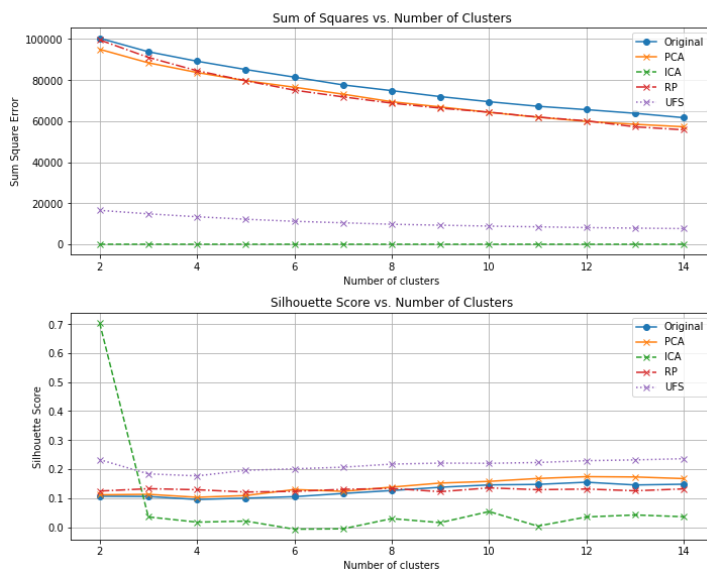 Sum of Squares vs. Number of Clusters
Sum Square Error
100000
80000
60000
40000
20000
0
2 4 6 8 10 12 14
Number of clusters
Original
PCA
ICA
RP
UFS
Silhouette Score vs. Number of Clusters
Silhouette Score
0.7
0.6
0.5
0.4
0.3
0.2
0.1
0.0
2 4 6 8 10 12 14
Number of clusters
Original
PCA
ICA
RP
UFS